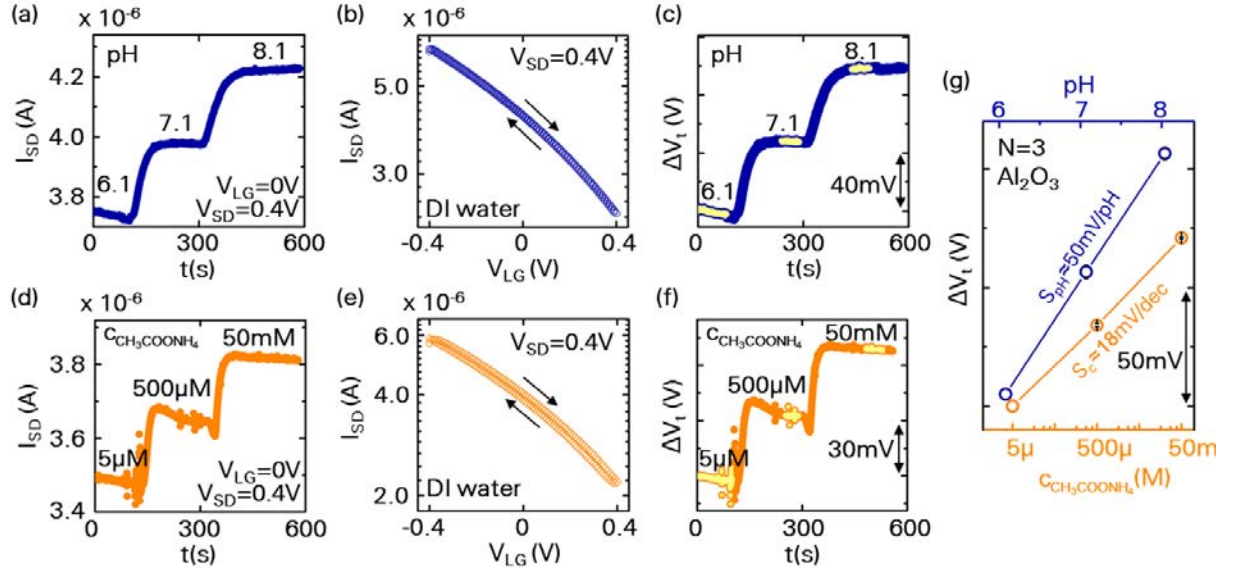 (a)
x 10⁻⁶
pH
8.1
7.1
6.1
V_LG=0V
V_SD=0.4V
4.2
4.0
3.8
I_SD (A)
0
300
600
t(s)
(b)
x 10⁻⁶
V_SD=0.4V
DI water
5.0
3.0
I_SD (A)
-0.4
0
0.4
V_LG (V)
(c)
8.1
7.1
6.1
40mV
ΔV_t (V)
0
300
600
t(s)
(d)
x 10⁻⁶
c_CH₃COONH₄
50mM
500μM
5μM
V_LG=0V
V_SD=0.4V
3.8
3.6
3.4
I_SD (A)
0
300
600
t(s)
(e)
x 10⁻⁶
V_SD=0.4V
DI water
6.0
4.0
2.0
I_SD (A)
-0.4
0
0.4
V_LG (V)
(f)
c_CH₃COONH₄
50mM
500μM
5μM
30mV
ΔV_t (V)
0
300
600
t(s)
(g)
pH
6
7
8
N=3
Al₂O₃
S_pH≈50mV/pH
S_c≈18mV/dec
50mV
ΔV_t (V)
5μ
500μ
50m
c_CH₃COONH₄(M)